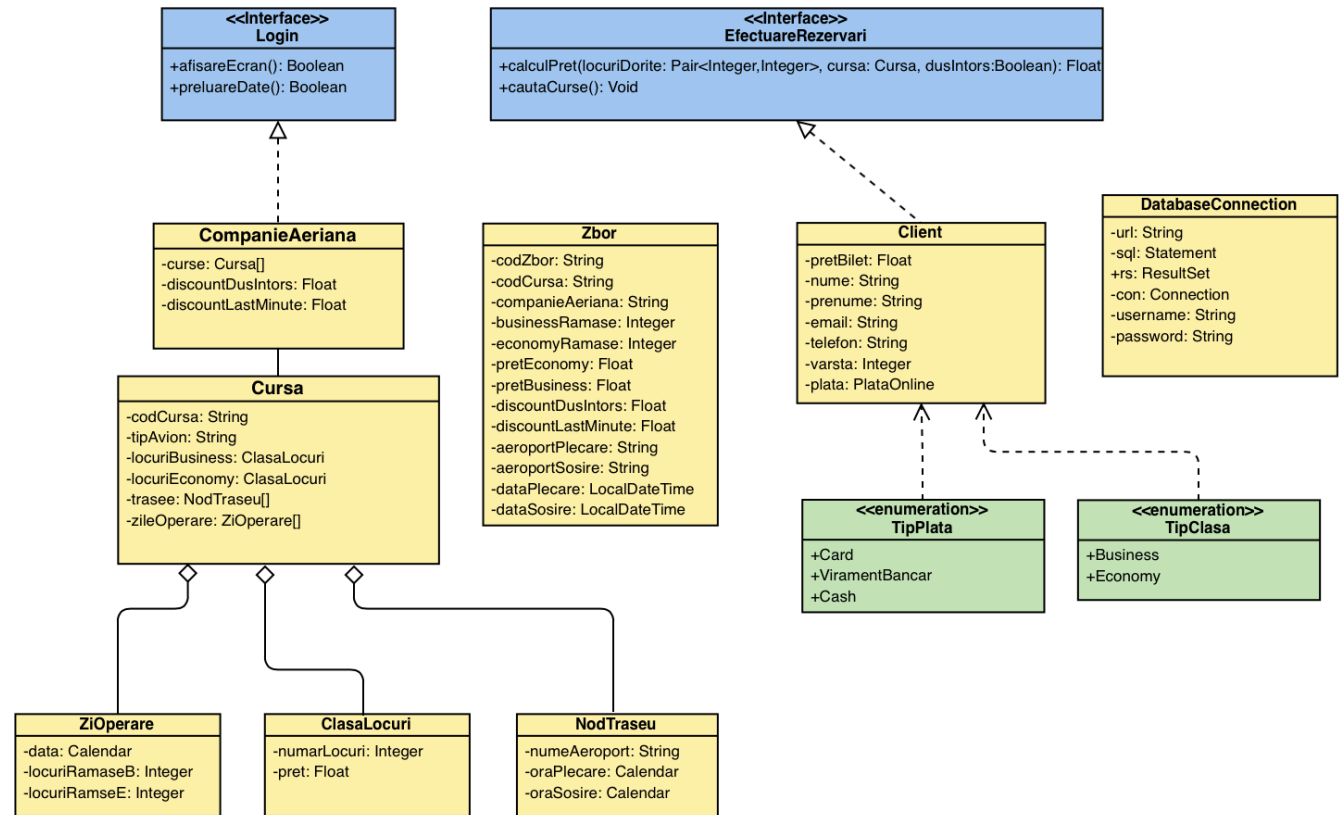 <<Interface>>
Login
+afisareEcran(): Boolean
+preluareDate(): Boolean
<<Interface>>
EfectuareRezervari
+calculPret(locuriDorite: Pair<Integer,Integer>, cursa: Cursa, dusIntors:Boolean): Float
+cautaCurse(): Void
CompanieAeriana
-curse: Cursa[]
-discountDusIntors: Float
-discountLastMinute: Float
Zbor
-codZbor: String
-codCursa: String
-companieAeriana: String
-businessRamase: Integer
-economyRamase: Integer
-pretEconomy: Float
-pretBusiness: Float
-discountDusIntors: Float
-discountLastMinute: Float
-aeroportPlecare: String
-aeroportSosire: String
-dataPlecare: LocalDateTime
-dataSosire: LocalDateTime
Client
-pretBilet: Float
-nume: String
-prenume: String
-email: String
-telefon: String
-varsta: Integer
-plata: PlataOnline
DatabaseConnection
-url: String
-sql: Statement
+rs: ResultSet
-con: Connection
-username: String
-password: String
Cursa
-codCursa: String
-tipAvion: String
-locuriBusiness: ClasaLocuri
-locuriEconomy: ClasaLocuri
-trasee: NodTraseu[]
-zileOperare: ZiOperare[]
<<enumeration>>
TipPlata
+Card
+ViramentBancar
+Cash
<<enumeration>>
TipClasa
+Business
+Economy
ZiOperare
-data: Calendar
-locuriRamaseB: Integer
-locuriRamseE: Integer
ClasaLocuri
-numarLocuri: Integer
-pret: Float
NodTraseu
-numeAeroport: String
-oraPlecare: Calendar
-oraSosire: Calendar